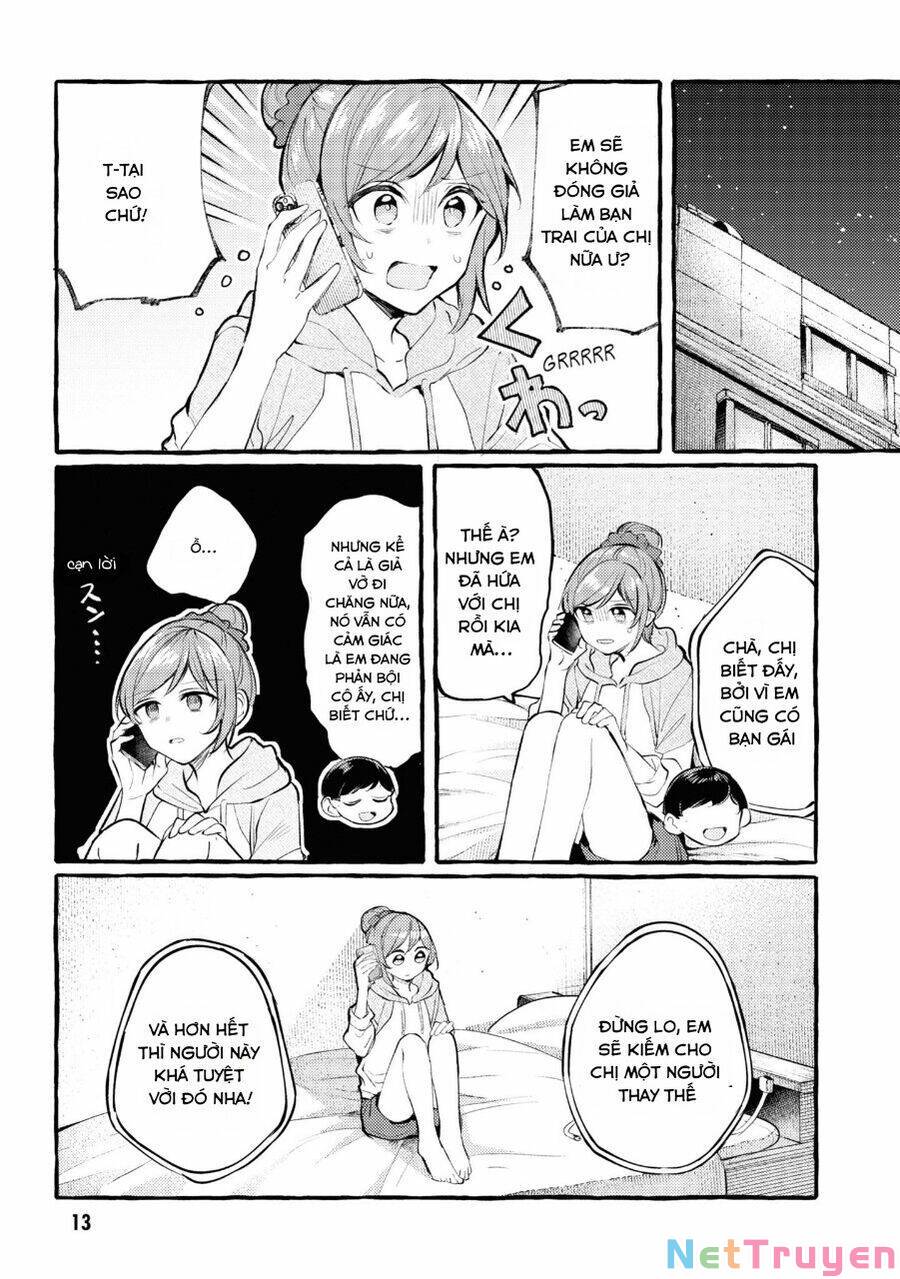 EM SẼ
KHÔNG
ĐÓNG GIẢ
LÀM BẠN
TRAI CỦA CHỊ
NỮA Ư?
T-TẠI
SAO
CHỨ!
くわっ
GRRRRR
CHÀ, CHỊ
BIẾT ĐẤY,
BỞI VÌ EM
CŨNG CÓ
BẠN GÁI
THẾ À?
NHƯNG EM
ĐÃ HỨA
VỚI CHỊ
RỒI KIA
MÀ...
NHƯNG KỂ
CẢ LÀ GIẢ
VỜ ĐI
CHĂNG NỮA,
NÓ VẪN CÓ
CẢM GIÁC
LÀ EM ĐANG
PHẢN BỘI
CÔ ẤY, CHỊ
BIẾT CHỨ...
Ồ...
cạn lời
スン……
ĐỪNG LO, EM
SẼ KIẾM CHO
CHỊ MỘT NGƯỜI
THAY THẾ
VÀ HƠN HẾT
THÌ NGƯỜI NÀY
KHÁ TUYỆT
VỜI ĐÓ NHA!
13
NetTruyen